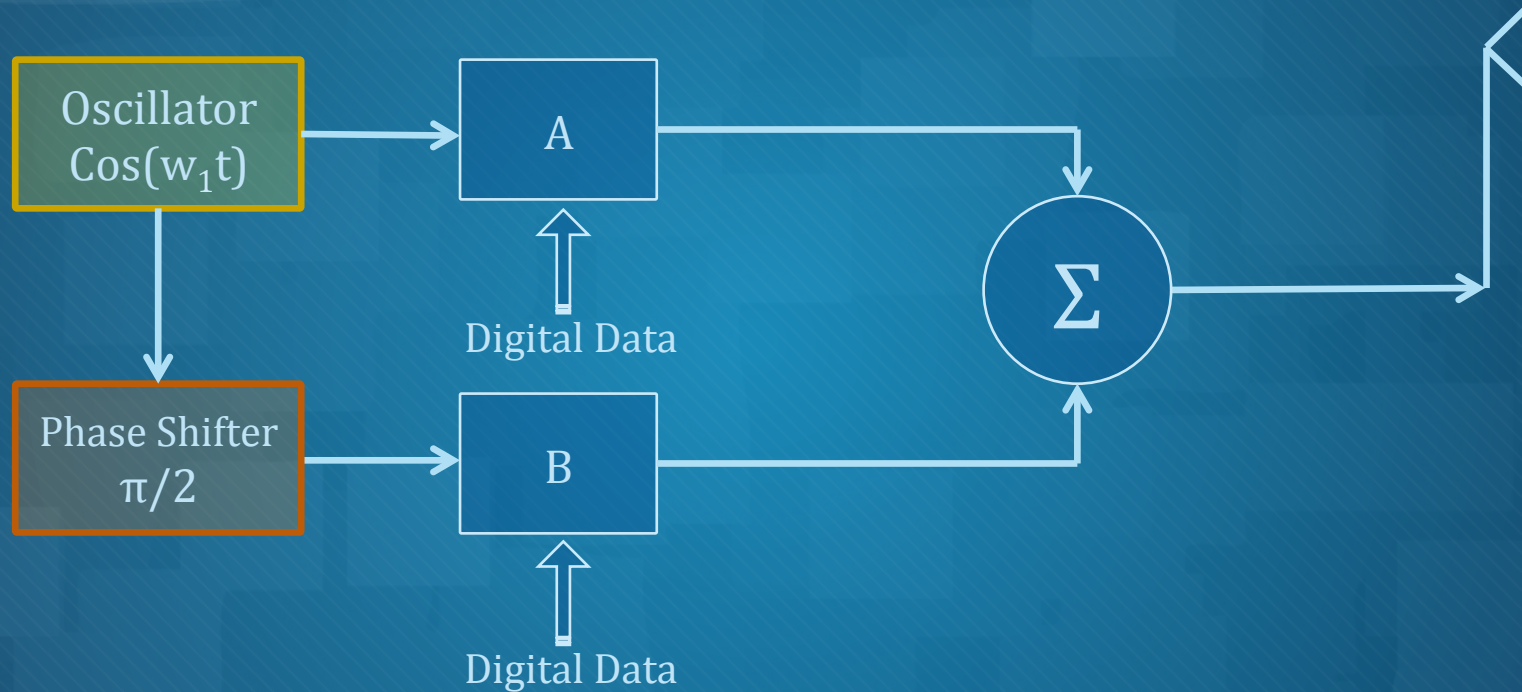 Oscillator
Cos(w₁t)
A
Digital Data
Σ
Phase Shifter
π/2
B
Digital Data